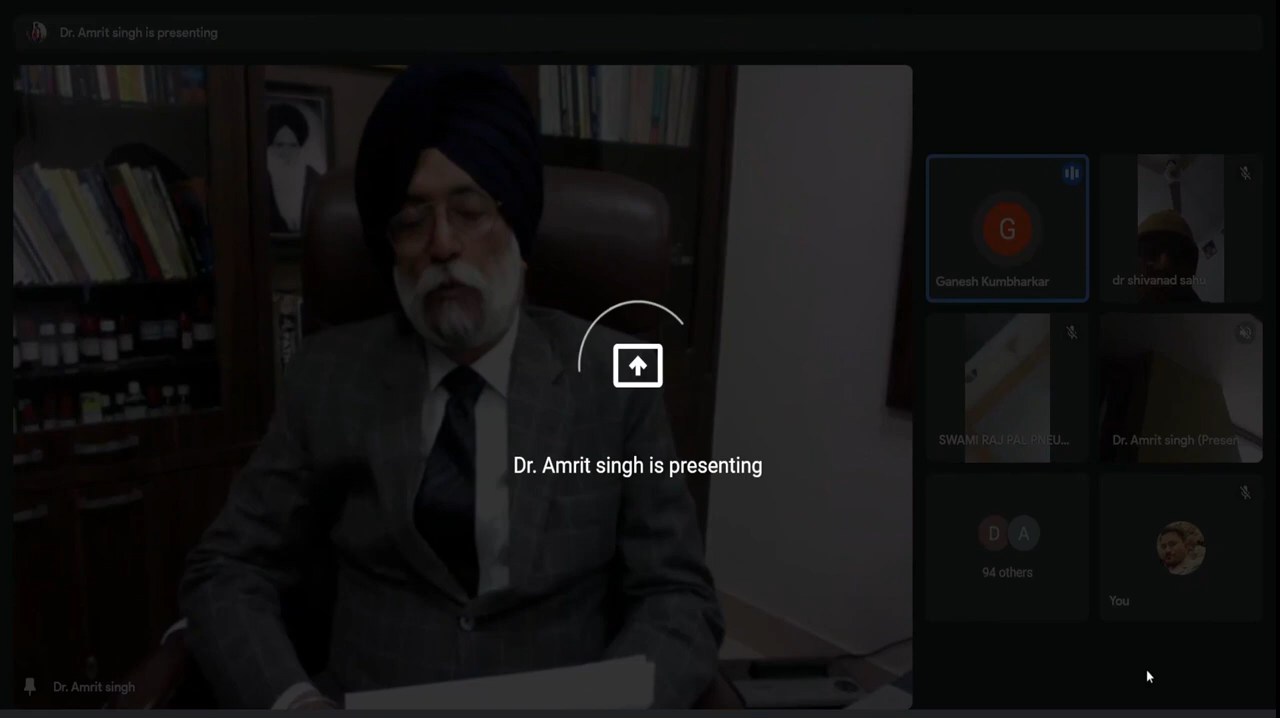 Dr. Amrit singh is presenting
G
Ganesh Kumbharkar
dr shivanad sahu
SWAMI RAJ PAL PNEU...
Dr. Amrit singh (Presen
Dr. Amrit singh is presenting
D A
94 others
You
Dr. Amrit singh